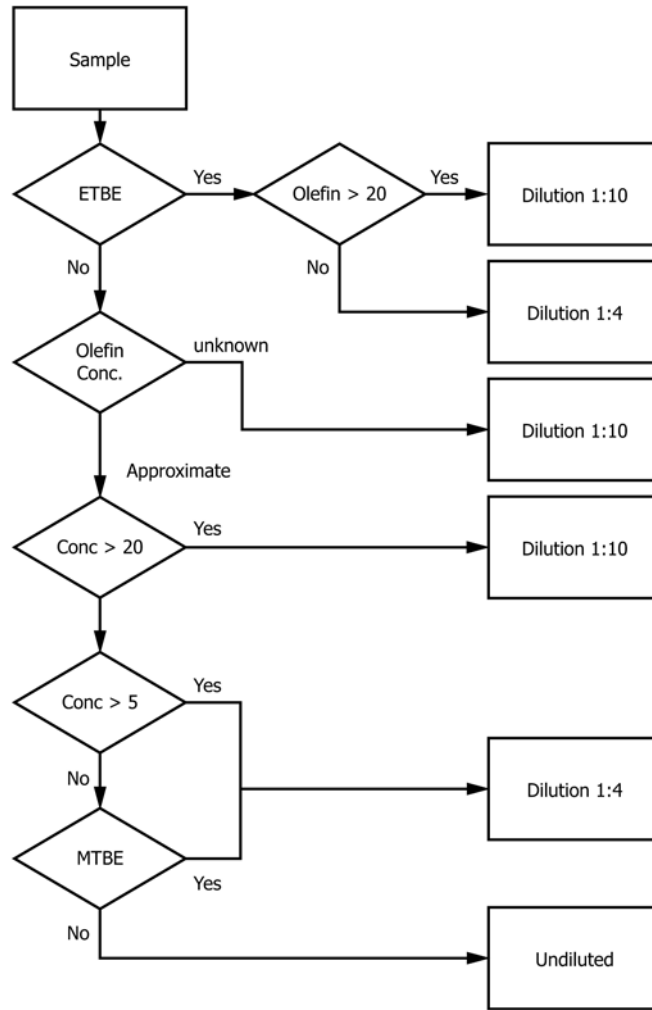 Sample
ETBE
Yes
Olefin > 20
Yes
Dilution 1:10
No
No
Dilution 1:4
Olefin
Conc.
unknown
Dilution 1:10
Approximate
Conc > 20
Yes
Dilution 1:10
Conc > 5
Yes
No
Dilution 1:4
MTBE
Yes
No
Undiluted